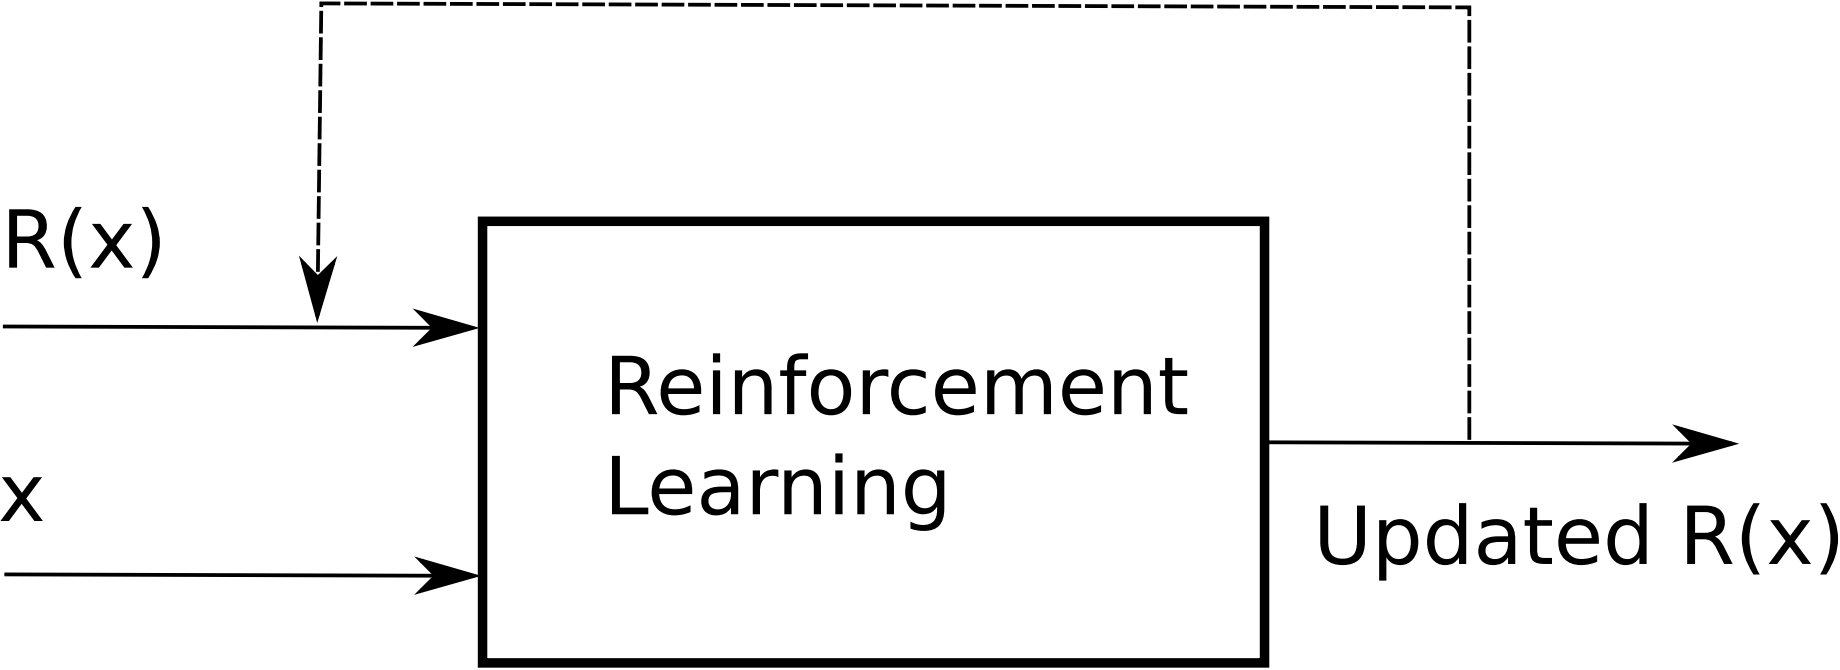 R(x)
x
Reinforcement
Learning
Updated R(x)